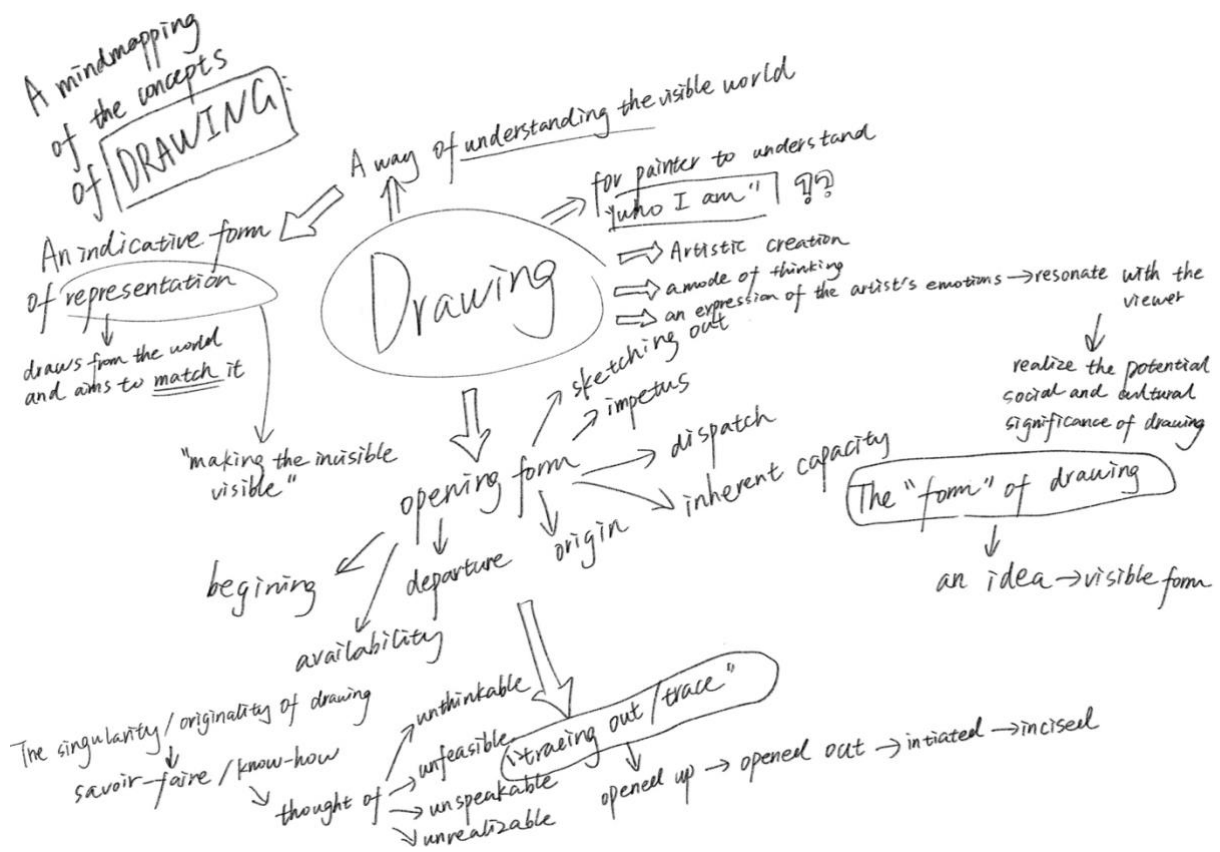 A mindmapping
of the concepts
of DRAWING:
A way of understanding the visible world
for painter to understand
"who I am" ??
An indicative form
of representation
draws from the world
and aims to match it
"making the invisible
visible"
Drawing
Artistic creation
a mode of thinking
an expression of the artist's emotions → resonate with the
viewer
realize the potential
social and cultural
significance of drawing
opening form
sketching out
impetus
dispatch
inherent capacity
origin
departure
begining
availability
The "form" of drawing
an idea → visible form
"tracing out / trace"
opened up → opened out → intiated → incised
The singularity / originality of drawing
savoir-faire / know-how
thought of
unthinkable
unfeasible
unspeakable
unrealizable